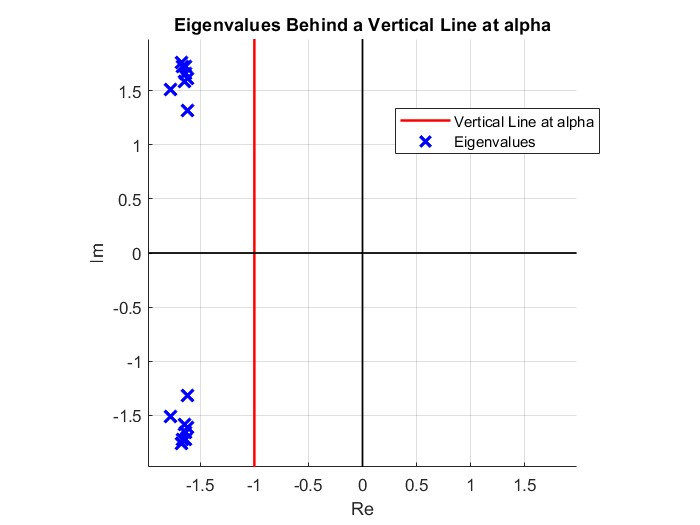 Eigenvalues Behind a Vertical Line at alpha
1.5
1
0.5
0
-0.5
-1
-1.5
Im
Vertical Line at alpha
Eigenvalues
-1.5 -1 -0.5 0 0.5 1 1.5
Re